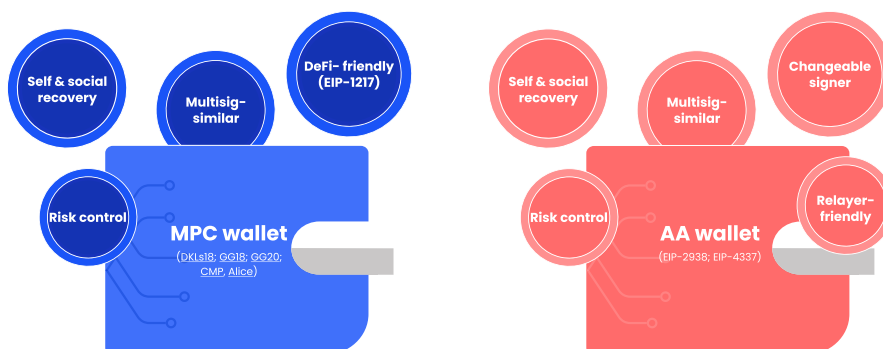 Self & social
recovery
Multisig-
similar
DeFi- friendly
(EIP-1217)
Risk control
MPC wallet
(DKLs18; GG18; GG20;
CMP, Alice)
Self & social
recovery
Multisig-
similar
Changeable
signer
Risk control
Relayer-
friendly
AA wallet
(EIP-2938; EIP-4337)